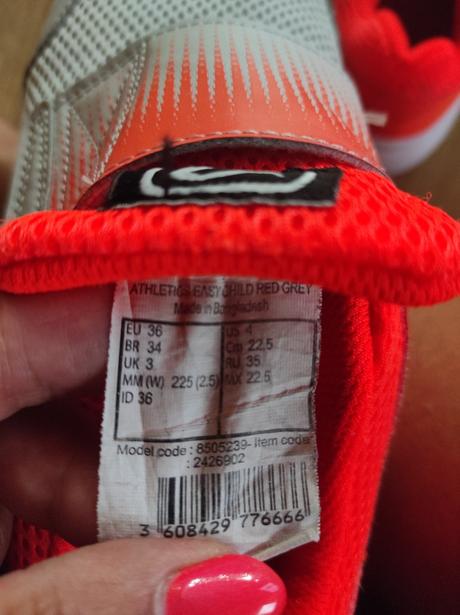 ATHLETICS EASY CHILD RED GREY
Made in Bangladesh
EU 36 US 4
BR 34 Cm 22.5
UK 3 RU 35
MM (W) 225 (2.5) MX 22.5
ID 36
Model code : 8505239- Item code
: 2426902
3 608429 776666